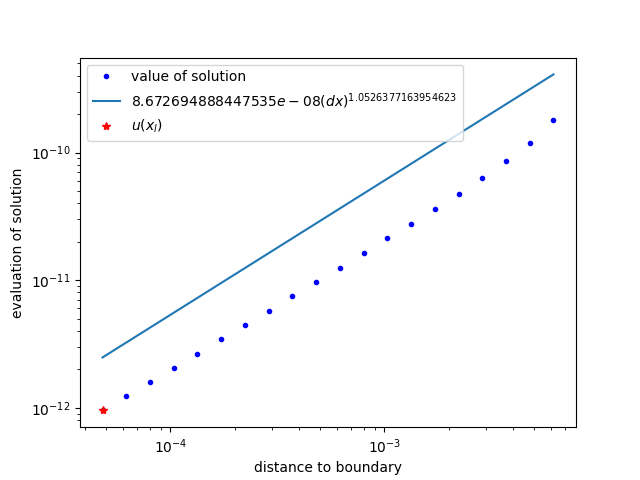 value of solution
8.672694888447535e − 08(dx)^1.0526377163954623
u(x_l)
10^−10
10^−11
10^−12
evaluation of solution
10^−4
10^−3
distance to boundary